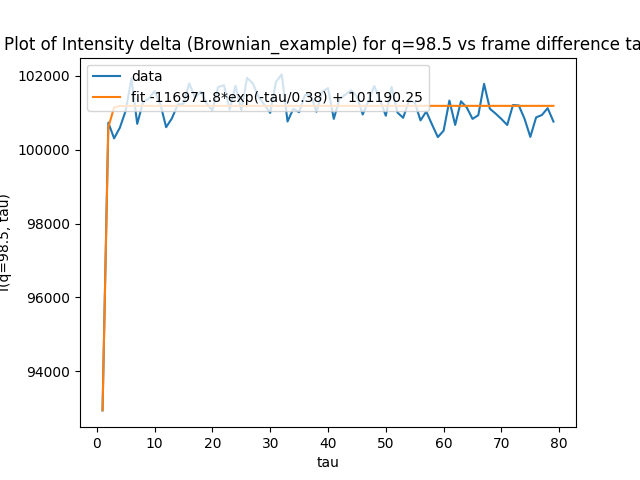 Plot of Intensity delta (Brownian_example) for q=98.5 vs frame difference ta
data
fit -116971.8*exp(-tau/0.38) + 101190.25
102000
100000
98000
96000
94000
0 10 20 30 40 50 60 70 80
tau
I(q=98.5, tau)